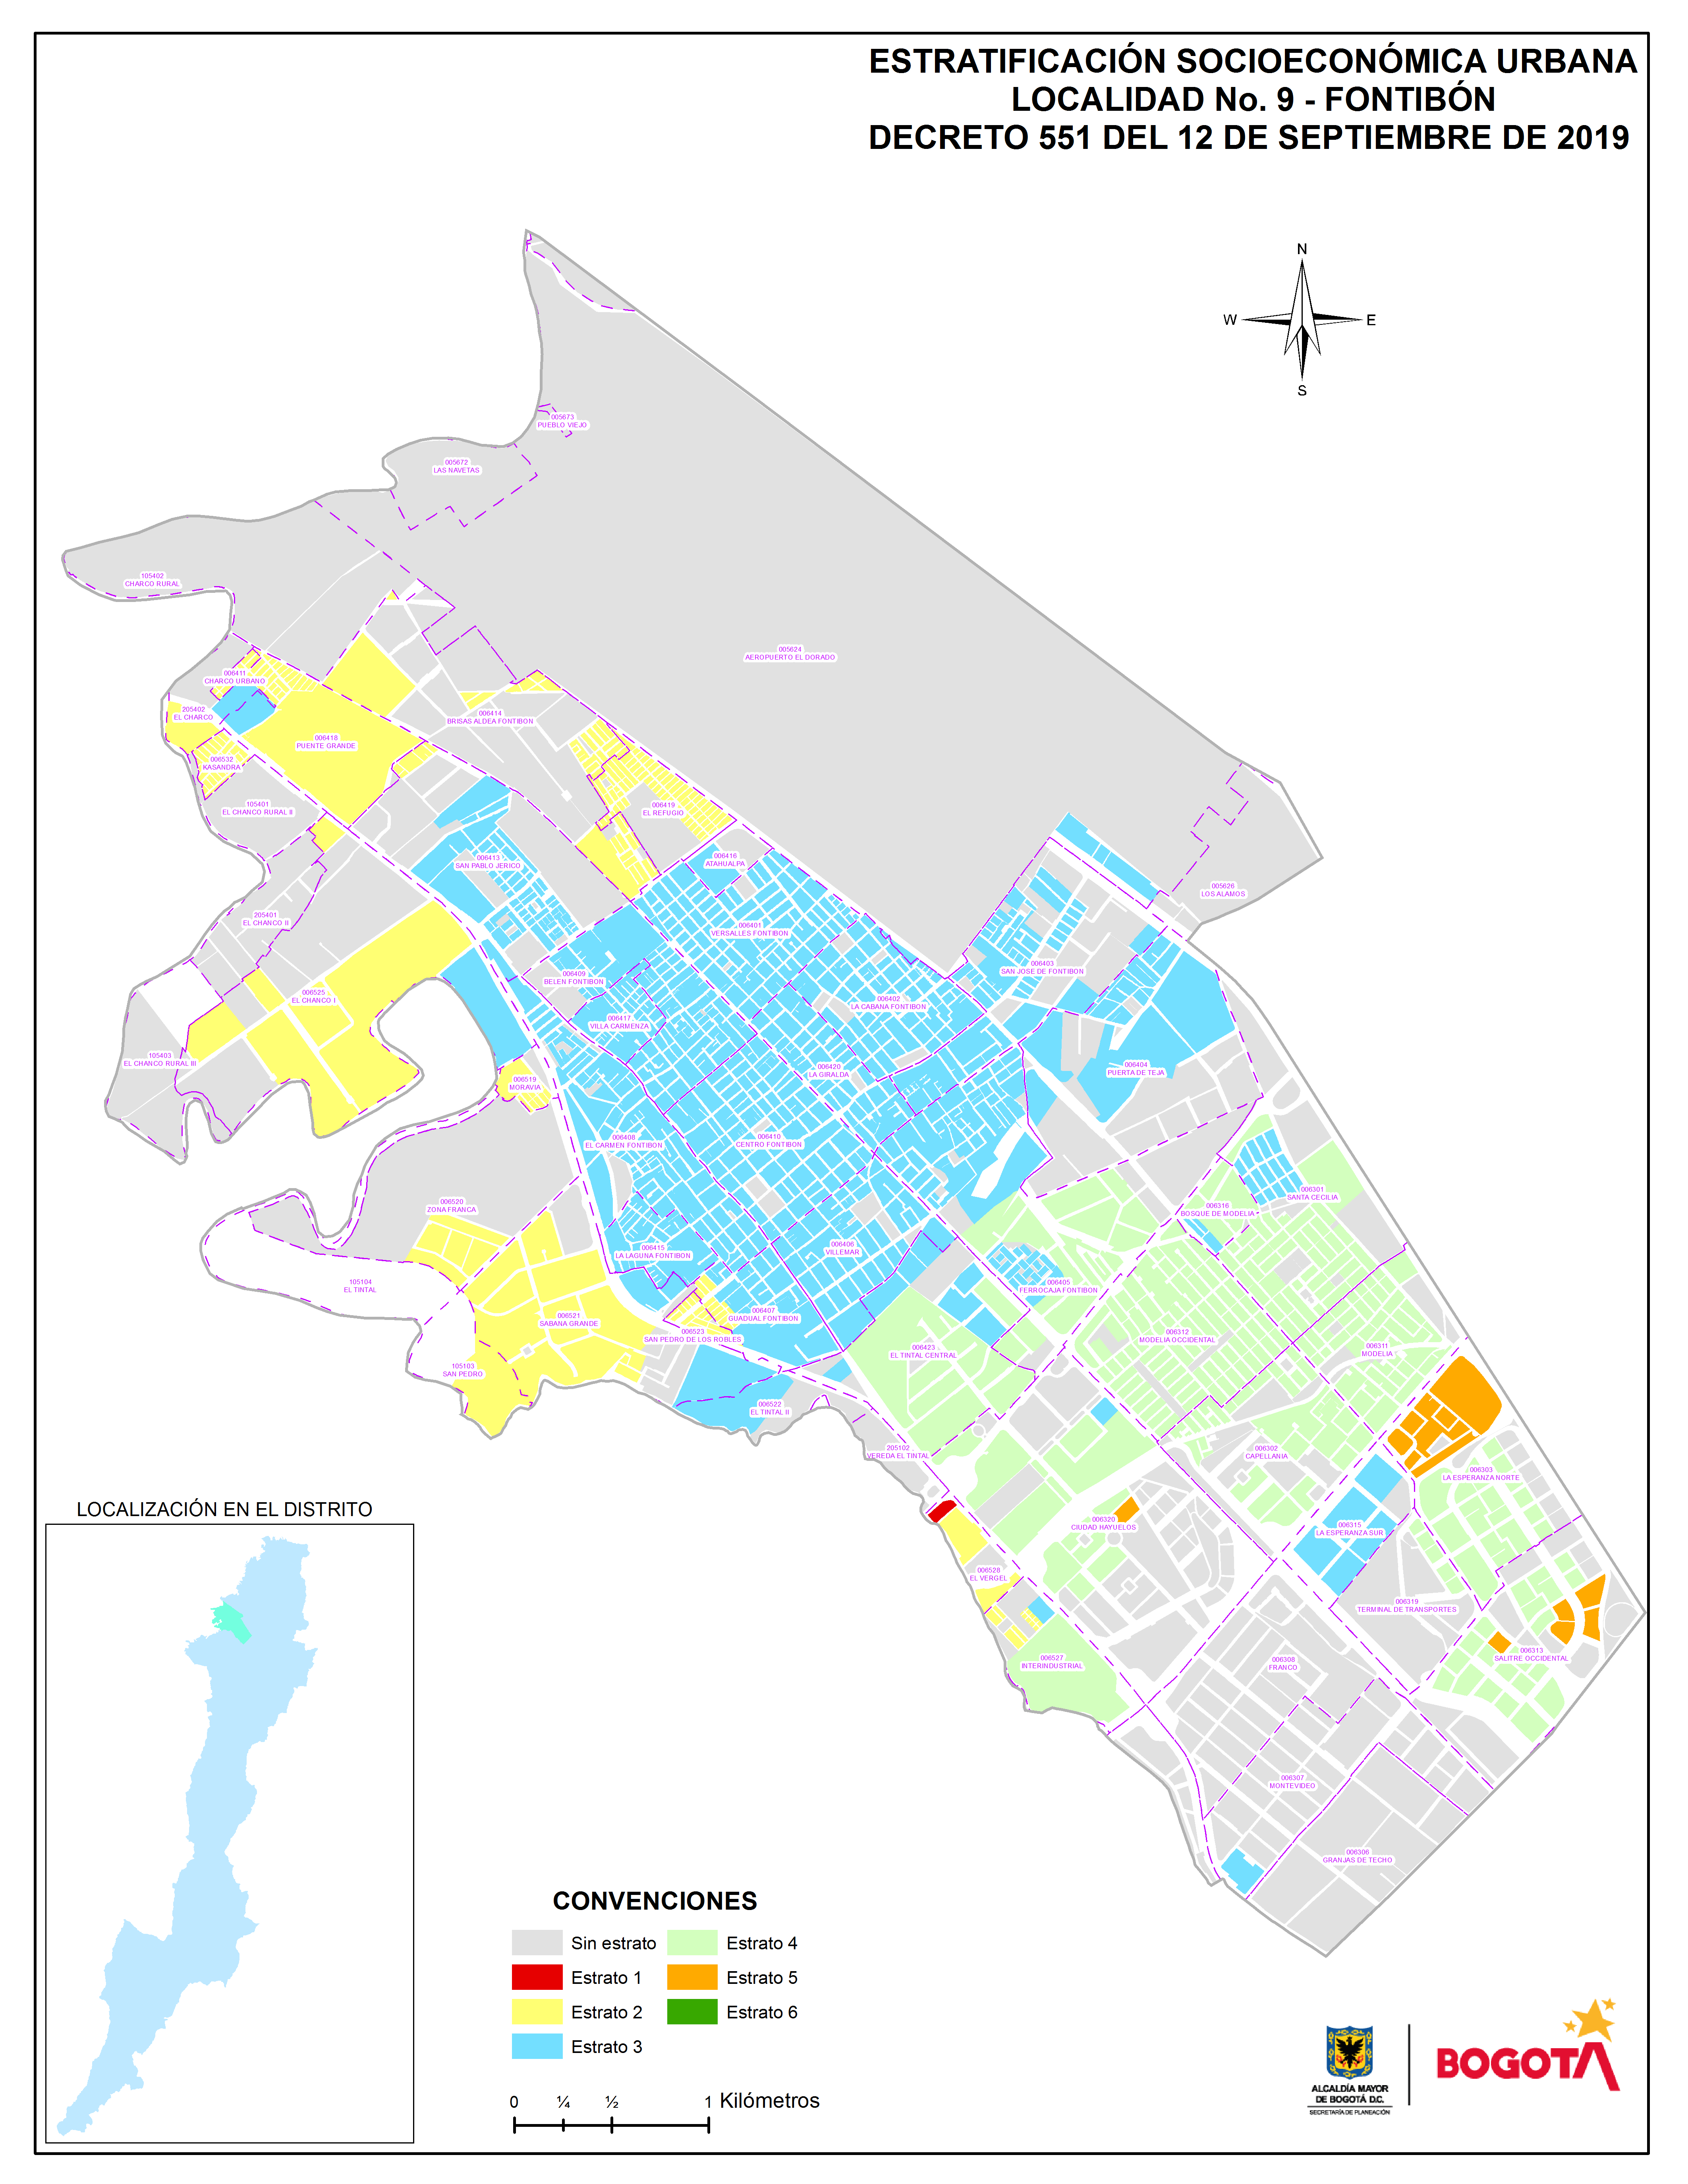 ESTRATIFICACIÓN SOCIOECONÓMICA URBANA
LOCALIDAD No. 9 - FONTIBÓN
DECRETO 551 DEL 12 DE SEPTIEMBRE DE 2019
N
W
E
S
005673
PUEBLO VIEJO
005672
LAS NAVETAS
105402
CHARCO RURAL
005624
AEROPUERTO EL DORADO
006411
CHARCO URBANO
205402
EL CHARCO
006414
BRISAS ALDEA FONTIBON
006418
PUENTE GRANDE
006532
KASANDRA
105401
EL CHANCO RURAL II
006419
EL REFUGIO
006413
SAN PABLO JERICO
006416
ATAHUALPA
005626
LOS ALAMOS
205401
EL CHANCO II
006401
VERSALLES FONTIBON
006403
SAN JOSE DE FONTIBON
006409
BELEN FONTIBON
006525
EL CHANCO I
006402
LA CABANA FONTIBON
006417
VILLA CARMENZA
105403
EL CHANCO RURAL III
006404
PUERTA DE TEJA
006420
LA GIRALDA
006519
MORAVIA
006408
EL CARMEN FONTIBON
006410
CENTRO FONTIBON
006301
SANTA CECILIA
006520
ZONA FRANCA
006316
BOSQUE DE MODELIA
006415
LA LAGUNA FONTIBON
006406
VILLEMAR
105104
EL TINTAL
006405
FERROCAJA FONTIBON
006521
SABANA GRANDE
006407
GUADUAL FONTIBON
006523
SAN PEDRO DE LOS ROBLES
006312
MODELIA OCCIDENTAL
006423
EL TINTAL CENTRAL
006311
MODELIA
105103
SAN PEDRO
006522
EL TINTAL II
205102
VEREDA EL TINTAL
006302
CAPELLANIA
006303
LA ESPERANZA NORTE
006320
CIUDAD HAYUELOS
006315
LA ESPERANZA SUR
006528
EL VERGEL
006319
TERMINAL DE TRANSPORTES
006527
INTERINDUSTRIAL
006308
FRANCO
006313
SALITRE OCCIDENTAL
006307
MONTEVIDEO
006306
GRANJAS DE TECHO
LOCALIZACIÓN EN EL DISTRITO
CONVENCIONES
Sin estrato
Estrato 1
Estrato 2
Estrato 3
Estrato 4
Estrato 5
Estrato 6
0 ¼ ½ 1 Kilómetros
ALCALDÍA MAYOR
DE BOGOTÁ D.C.
SECRETARÍA DE PLANEACIÓN
BOGOTÁ